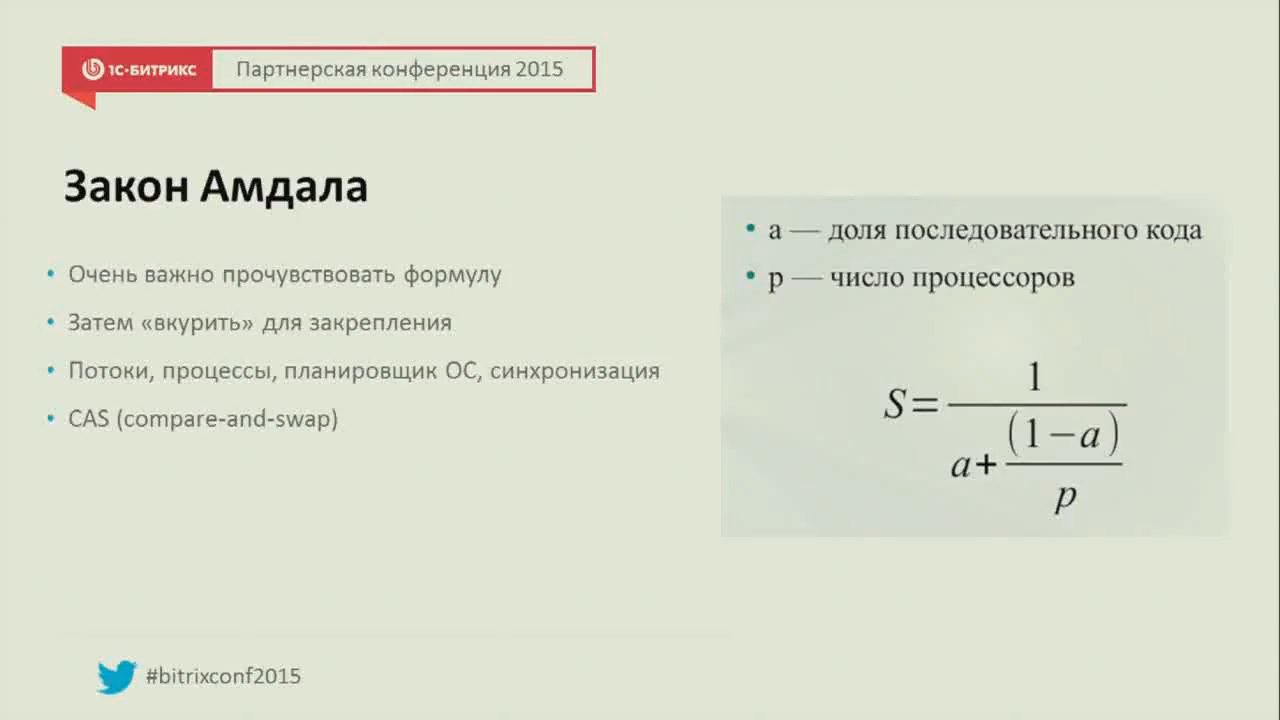 1С-БИТРИКС Партнерская конференция 2015
Закон Амдала
• Очень важно прочувствовать формулу
• Затем «вкурить» для закрепления
• Потоки, процессы, планировщик ОС, синхронизация
• CAS (compare-and-swap)
• a — доля последовательного кода
• p — число процессоров
1
S=
(1−a)
a+
p
#bitrixconf2015